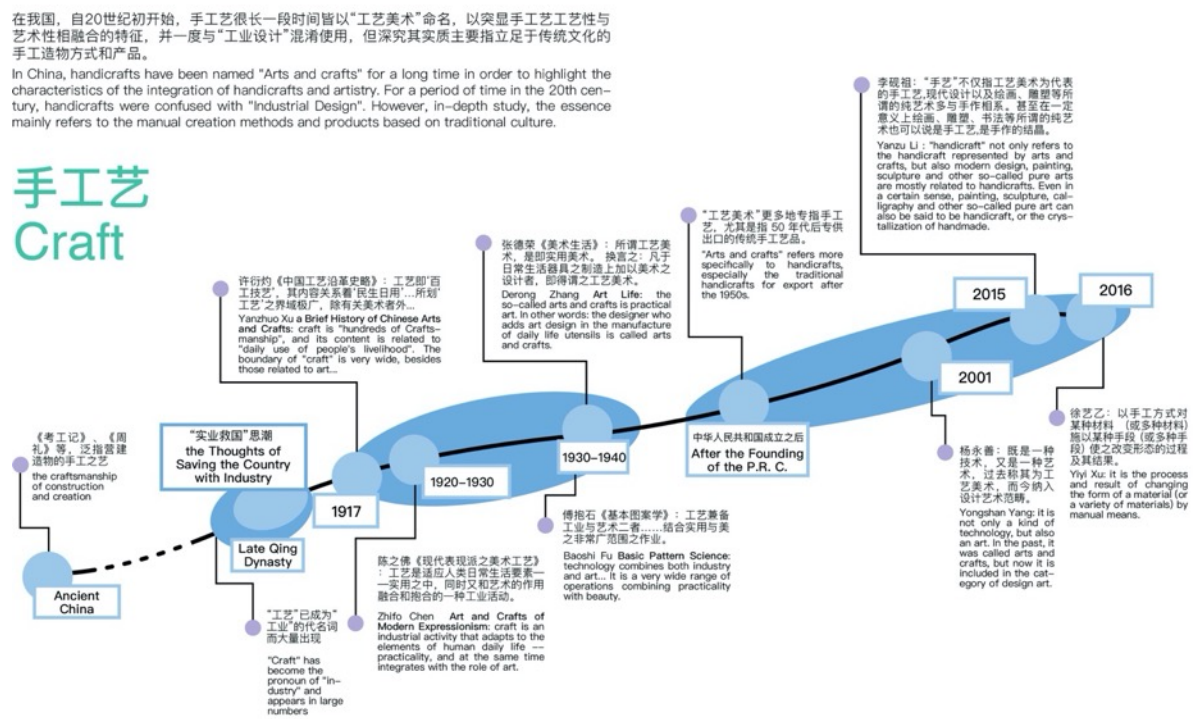 在我国，自20世纪初开始，手工艺很长一段时间皆以“工艺美术”命名，以突显手工艺工艺性与
艺术性相融合的特征，并一度与“工业设计”混淆使用，但深究其实质主要指立足于传统文化的
手工造物方式和产品。
In China, handicrafts have been named "Arts and crafts" for a long time in order to highlight the
characteristics of the integration of handicrafts and artistry. For a period of time in the 20th cen-
tury, handicrafts were confused with "Industrial Design". However, in-depth study, the essence
mainly refers to the manual creation methods and products based on traditional culture.
手工艺
Craft
《考工记》、《周
礼》等，泛指营建
造物的手工之艺
the craftsmanship
of construction
and creation
Ancient
China
“实业救国”思潮
the Thoughts of
Saving the Country
with Industry
Late Qing
Dynasty
“工艺”已成为“
工业”的代名词
而大量出现
"Craft" has
become the
pronoun of "in-
dustry" and
appears in large
numbers
许衍灼《中国工艺沿革史略》：工艺即‘百
工技艺’，其内容关系着‘民生日用’…所划‘
工艺’之界域极广，除有关美术者外...
Yanzhuo Xu a Brief History of Chinese Arts
and Crafts: craft is "hundreds of Crafts-
manship", and its content is related to
"daily use of people's livelihood". The
boundary of "craft" is very wide, besides
those related to art...
1917
1920-1930
陈之佛《现代表现派之美术工艺》
：工艺是适应人类日常生活要素—
—实用之中，同时又和艺术的作用
融合和抱合的一种工业活动。
Zhifo Chen Art and Crafts of
Modern Expressionism: craft is an
industrial activity that adapts to the
elements of human daily life --
practicality, and at the same time
integrates with the role of art.
张德荣《美术生活》：所谓工艺美
术，是即实用美术。 换言之：凡于
日常生活器具之制造上加以美术之
设计者，即得谓之工艺美术。
Derong Zhang Art Life: the
so-called arts and crafts is practical
art. In other words: the designer who
adds art design in the manufacture
of daily life utensils is called arts
and crafts.
1930-1940
傅抱石《基本图案学》：工艺兼备
工业与艺术二者……结合实用与美
之非常广范围之作业。
Baoshi Fu Basic Pattern Science:
technology combines both industry
and art... It is a very wide range of
operations combining practicality
with beauty.
“工艺美术”更多地专指手工
艺，尤其是指 50 年代后专供
出口的传统手工艺品。
"Arts and crafts" refers more
specifically to handicrafts,
especially the traditional
handicrafts for export after
the 1950s.
中华人民共和国成立之后
After the Founding
of the P.R. C.
李砚祖：“手艺”不仅指工艺美术为代表
的手工艺,现代设计以及绘画、雕塑等所
谓的纯艺术多与手作相系。甚至在一定
意义上绘画、雕塑、书法等所谓的纯艺
术也可以说是手工艺,是手作的结晶。
Yanzu Li : "handicraft" not only refers to
the handicraft represented by arts and
crafts, but also modern design, painting,
sculpture and other so-called pure arts
are mostly related to handicrafts. Even in
a certain sense, painting, sculpture, cal-
ligraphy and other so-called pure art can
also be said to be handicraft, or the crys-
tallization of handmade.
2015
2016
2001
杨永善：既是一种
技术，又是一种艺
术，过去称其为工
艺美术，而今纳入
设计艺术范畴。
Yongshan Yang: it is
not only a kind of
technology, but also
an art. In the past, it
was called arts and
crafts, but now it is
included in the cat-
egory of design art.
徐艺乙：以手工方式对
某种材料 （或多种材料）
施以某种手段（或多种手
段）使之改变形态的过程
及其结果。
Yiyi Xu: it is the process
and result of changing
the form of a material (or
a variety of materials) by
manual means.